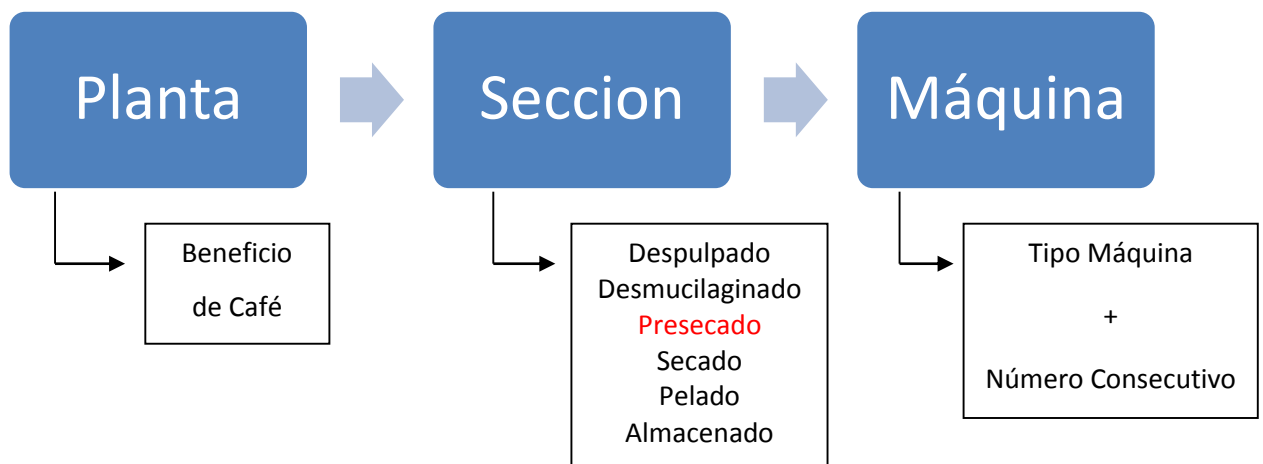 Planta
Seccion
Máquina
Beneficio
de Café
Despulpado
Desmucilaginado
Presecado
Secado
Pelado
Almacenado
Tipo Máquina
+
Número Consecutivo